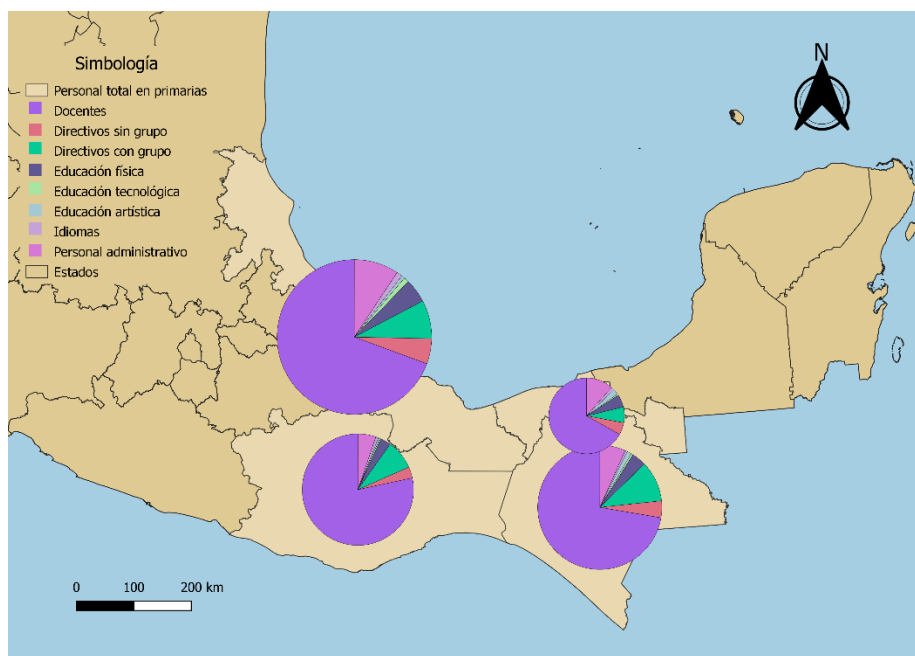 Simbología
Personal total en primarias
Docentes
Directivos sin grupo
Directivos con grupo
Educación física
Educación tecnológica
Educación artística
Idiomas
Personal administrativo
Estados
N
0 100 200 km